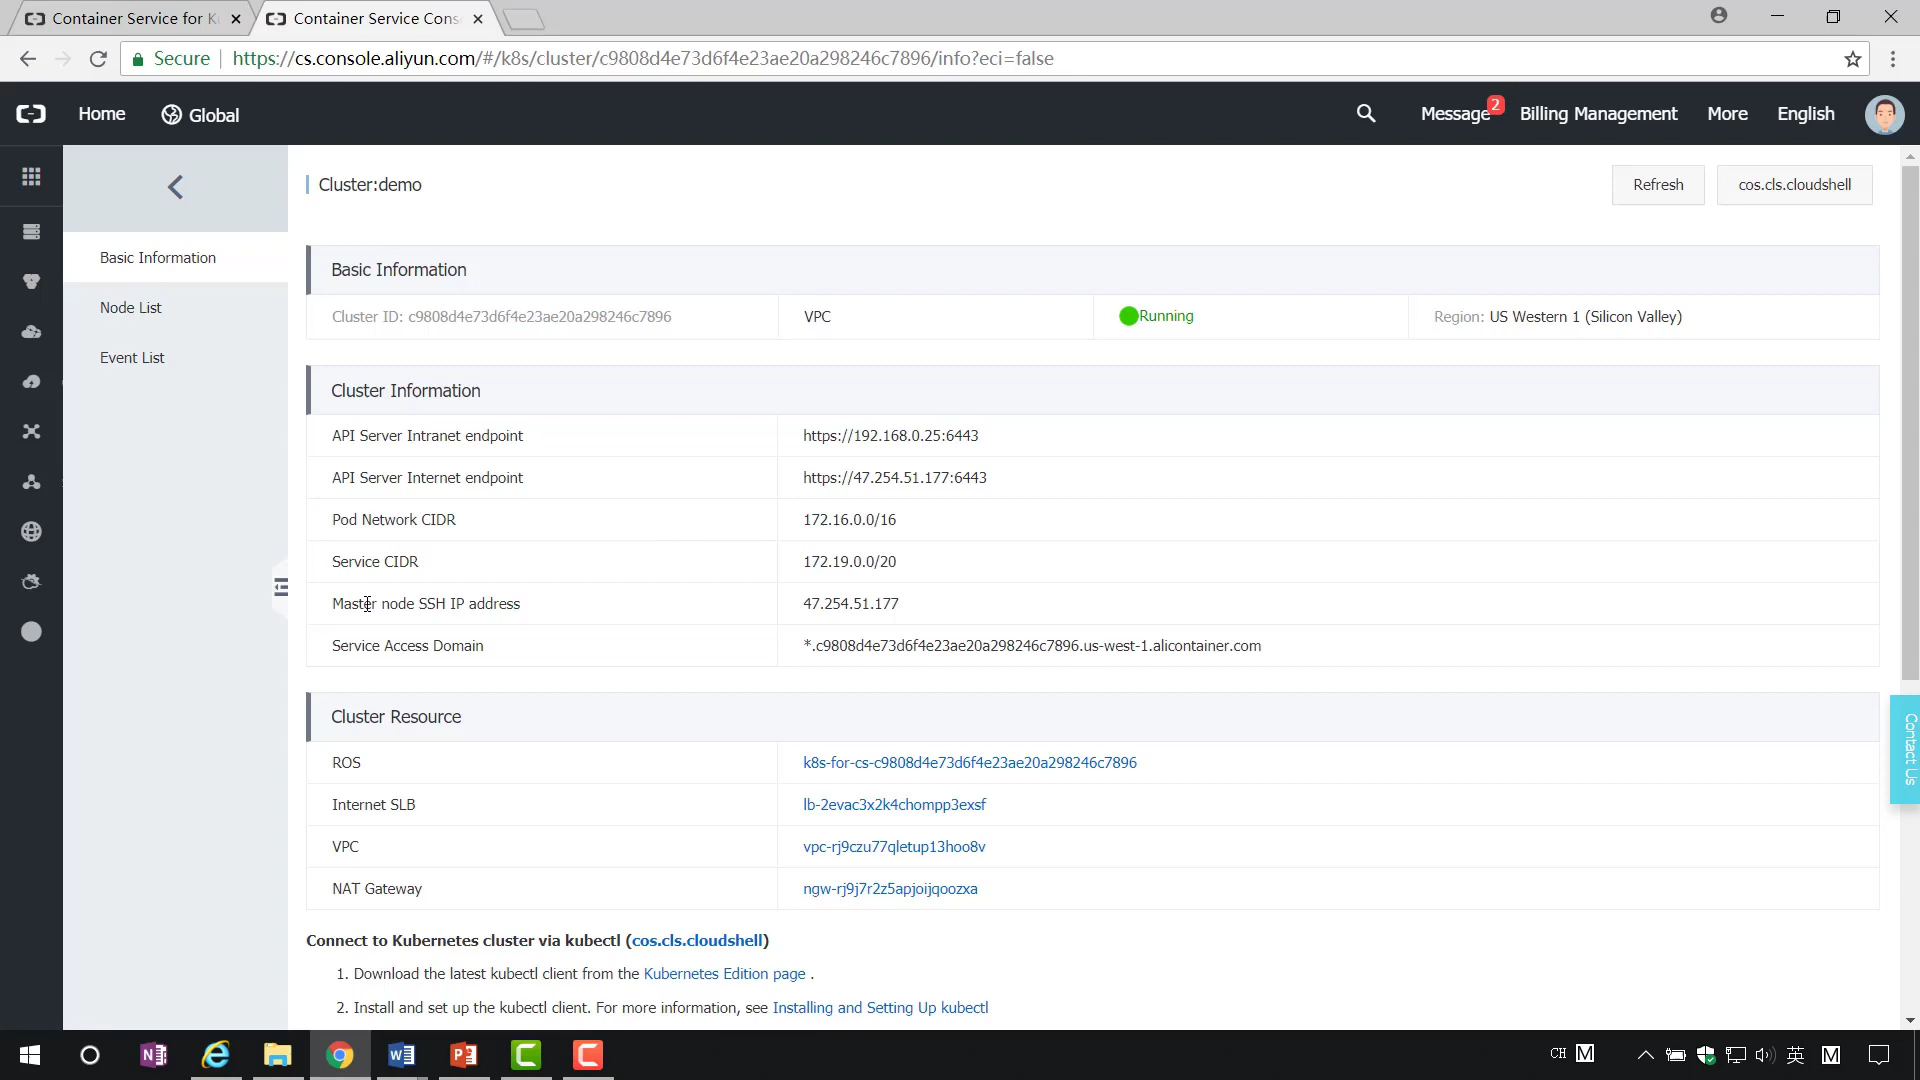 Container Service for K
Container Service Cons
Secure
https://cs.console.aliyun.com/#/k8s/cluster/c9808d4e73d6f4e23ae20a298246c7896/info?eci=false
Home
Global
Message 2
Billing Management
More
English
Cluster:demo
Refresh
cos.cls.cloudshell
Basic Information
Node List
Event List
Basic Information
Cluster ID: c9808d4e73d6f4e23ae20a298246c7896
VPC
Running
Region: US Western 1 (Silicon Valley)
Cluster Information
API Server Intranet endpoint
https://192.168.0.25:6443
API Server Internet endpoint
https://47.254.51.177:6443
Pod Network CIDR
172.16.0.0/16
Service CIDR
172.19.0.0/20
Master node SSH IP address
47.254.51.177
Service Access Domain
*.c9808d4e73d6f4e23ae20a298246c7896.us-west-1.alicontainer.com
Cluster Resource
ROS
k8s-for-cs-c9808d4e73d6f4e23ae20a298246c7896
Internet SLB
lb-2evac3x2k4chompp3exsf
VPC
vpc-rj9czu77qletup13hoo8v
NAT Gateway
ngw-rj9j7r2z5apjoijqoozxa
Connect to Kubernetes cluster via kubectl (cos.cls.cloudshell)
1. Download the latest kubectl client from the Kubernetes Edition page .
2. Install and set up the kubectl client. For more information, see Installing and Setting Up kubectl
Contact Us
CH M
英
M